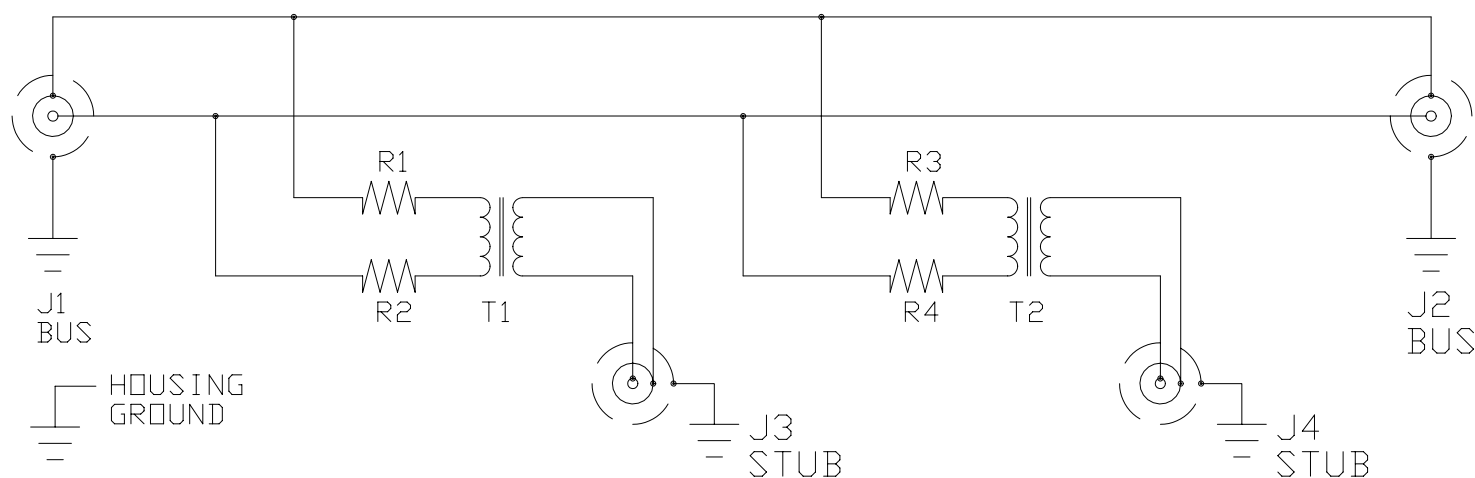 R1
R3
R2
T1
R4
T2
J1
BUS
J2
BUS
HOUSING
GROUND
J3
STUB
J4
STUB